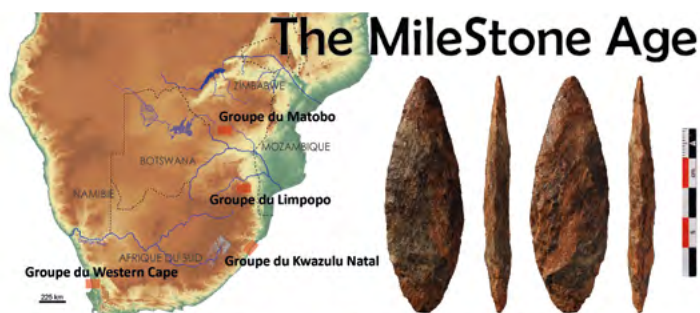 The MileStone Age
ZIMBABWE
Groupe du Matobo
MOZAMBIQUE
BOTSWANA
NAMIBIE
Groupe du Limpopo
AFRIQUE DU SUD
Groupe du Kwazulu Natal
Groupe du Western Cape
225 km